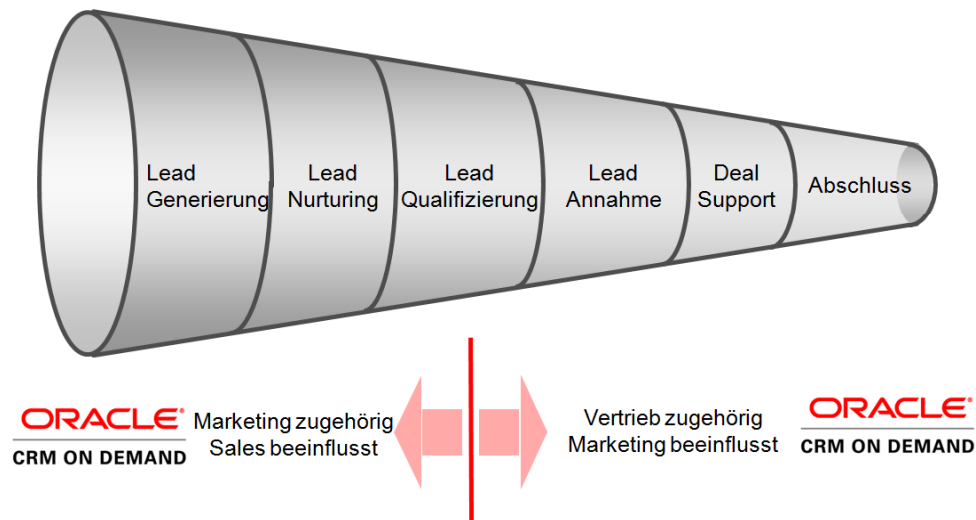 Lead
Generierung
Lead
Nurturing
Lead
Qualifizierung
Lead
Annahme
Deal
Support
Abschluss
ORACLE®
CRM ON DEMAND
Marketing zugehörig
Sales beeinflusst
Vertrieb zugehörig
Marketing beeinflusst
ORACLE®
CRM ON DEMAND